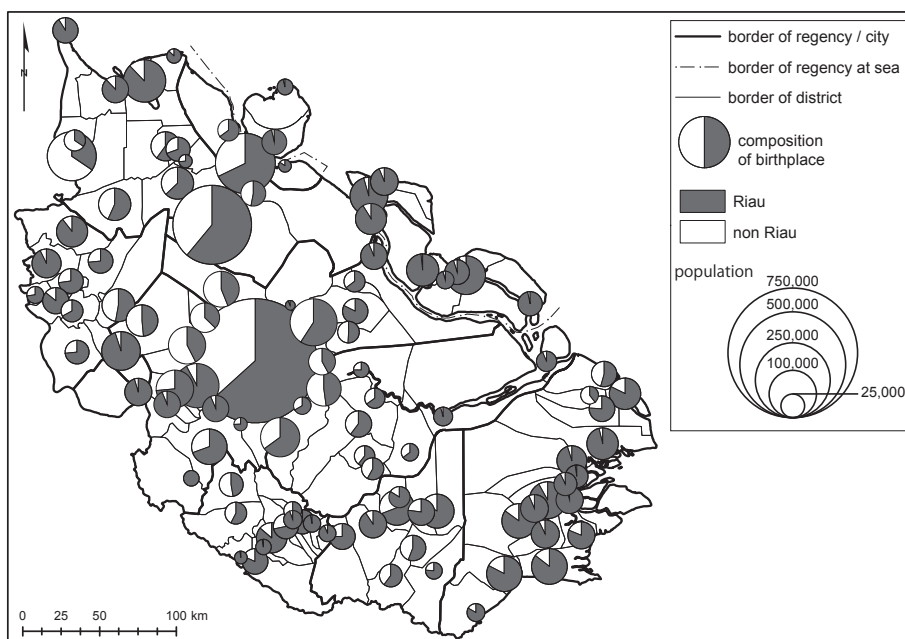 N
border of regency / city
border of regency at sea
border of district
composition
of birthplace
Riau
non Riau
population
750,000
500,000
250,000
100,000
25,000
0 25 50 100 km